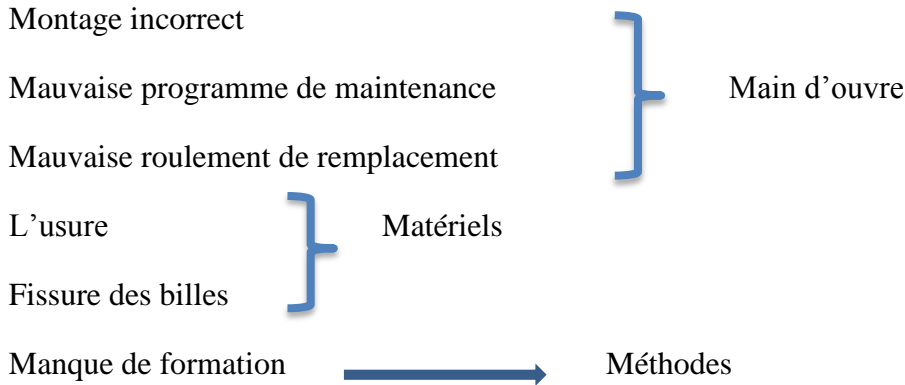 Montage incorrect
Mauvaise programme de maintenance Main d’ouvre
Mauvaise roulement de remplacement
L’usure Matériels
Fissure des billes
Manque de formation Méthodes